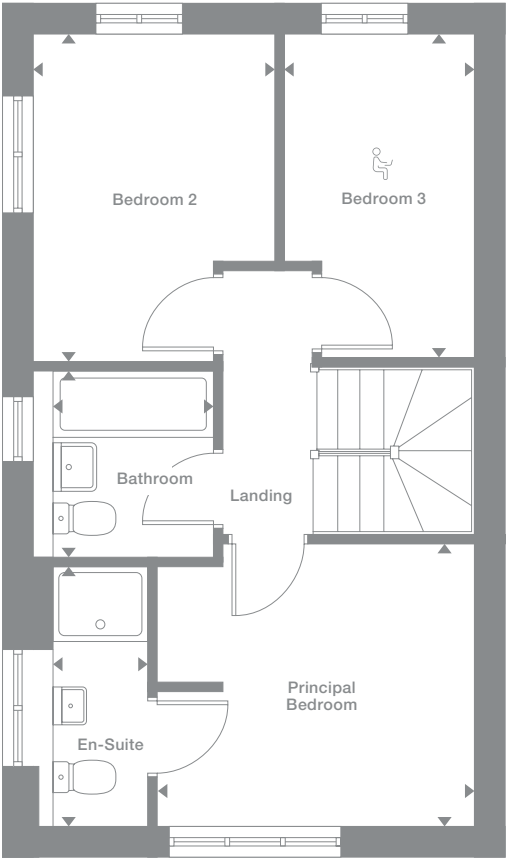 Bedroom 2
Bedroom 3
Bathroom
Landing
Principal
Bedroom
En-Suite